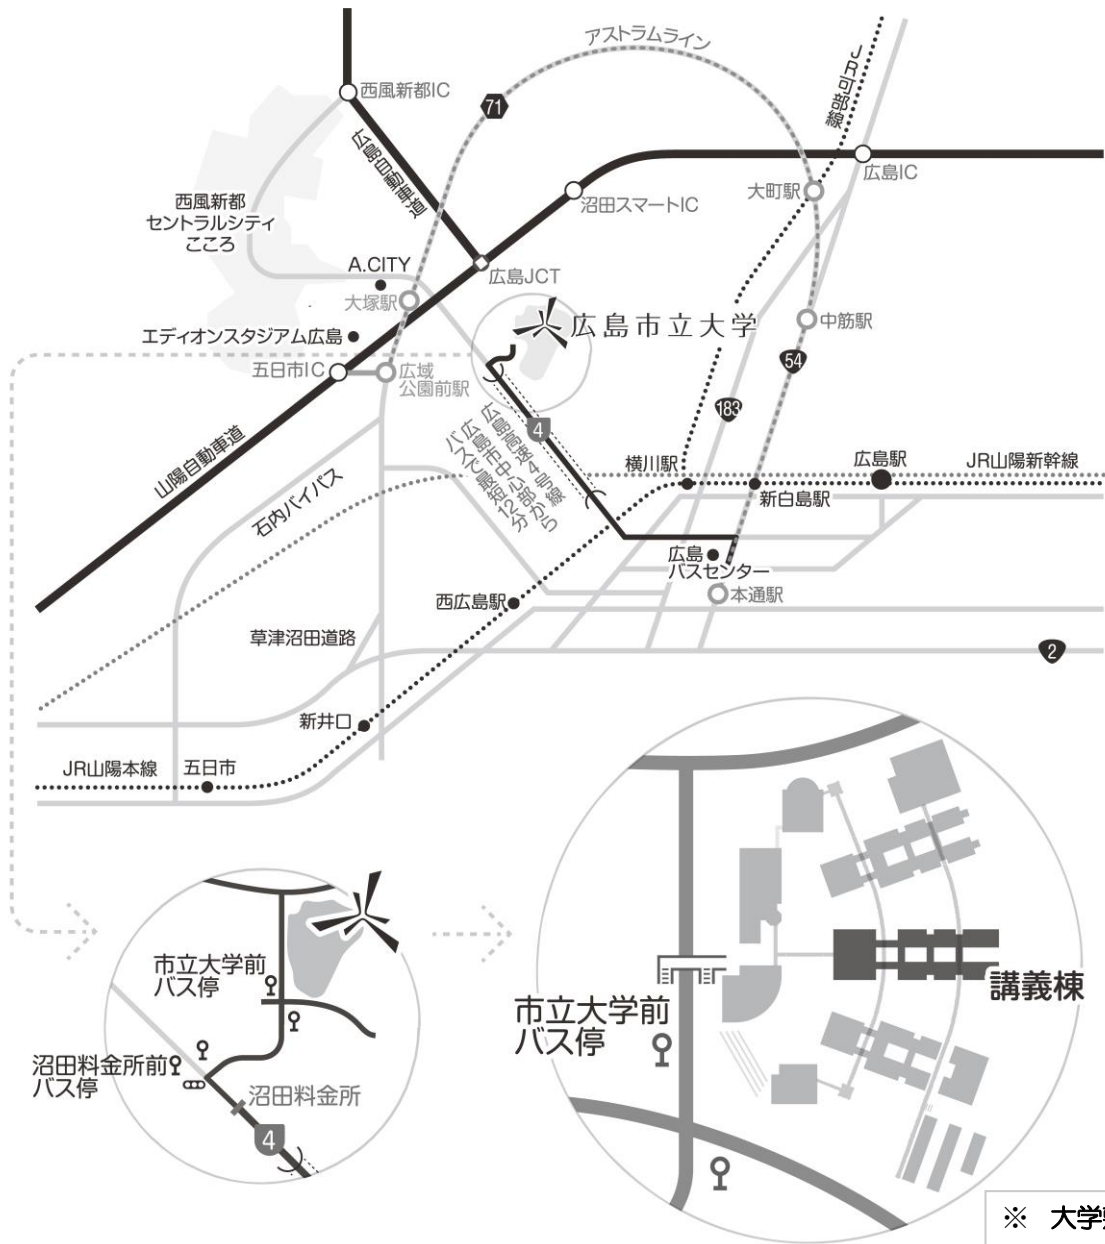 アストラムライン
JR可部線
西風新都IC
71
広島自動車道
広島IC
大町駅
沼田スマートIC
西風新都
セントラルシティ
こころ
A.CITY
広島JCT
大塚駅
広島市立大学
中筋駅
エディオンスタジアム広島
五日市IC
広域
公園前駅
54
183
4
広島高速4号線
広島市中心部から
バスで最短12分
山陽自動車道
石内バイパス
横川駅
広島駅
JR山陽新幹線
新白島駅
広島
バスセンター
本通駅
西広島駅
草津沼田道路
2
新井口
JR山陽本線
五日市
市立大学前
バス停
沼田料金所前
バス停
沼田料金所
4
市立大学前
バス停
講義棟
※ 大学